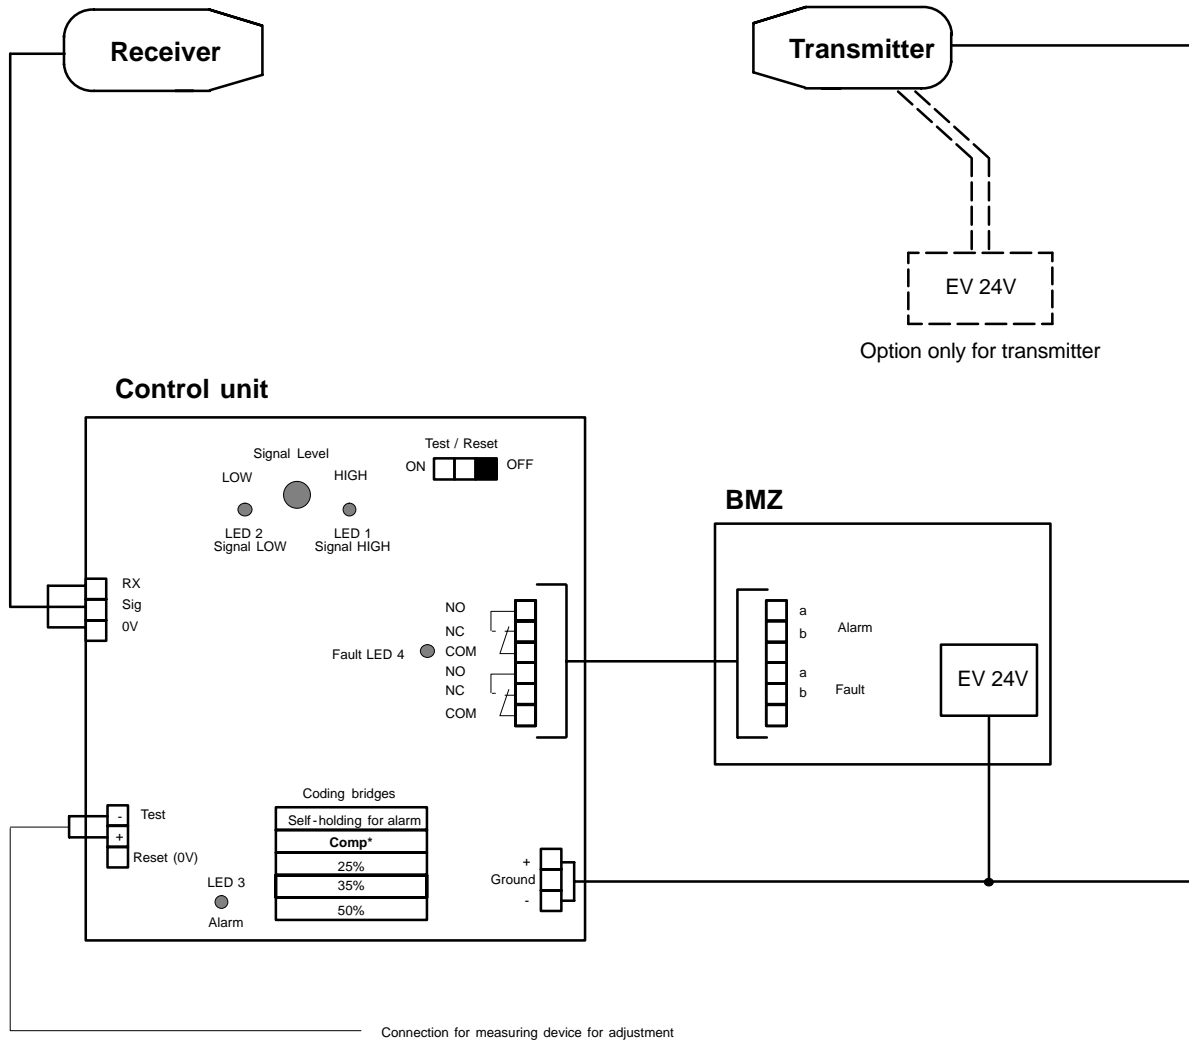 Receiver
Transmitter
EV 24V
Option only for transmitter
Control unit
Signal Level
LOW
HIGH
LED 2
Signal LOW
LED 1
Signal HIGH
Test / Reset
ON
OFF
RX
Sig
0V
NO
NC
COM
NO
NC
COM
Fault LED 4
BMZ
a
b
Alarm
a
b
Fault
EV 24V
-
+
Test
Reset (0V)
LED 3
Alarm
Coding bridges
Self-holding for alarm
Comp*
25%
35%
50%
+
Ground
-
Connection for measuring device for adjustment